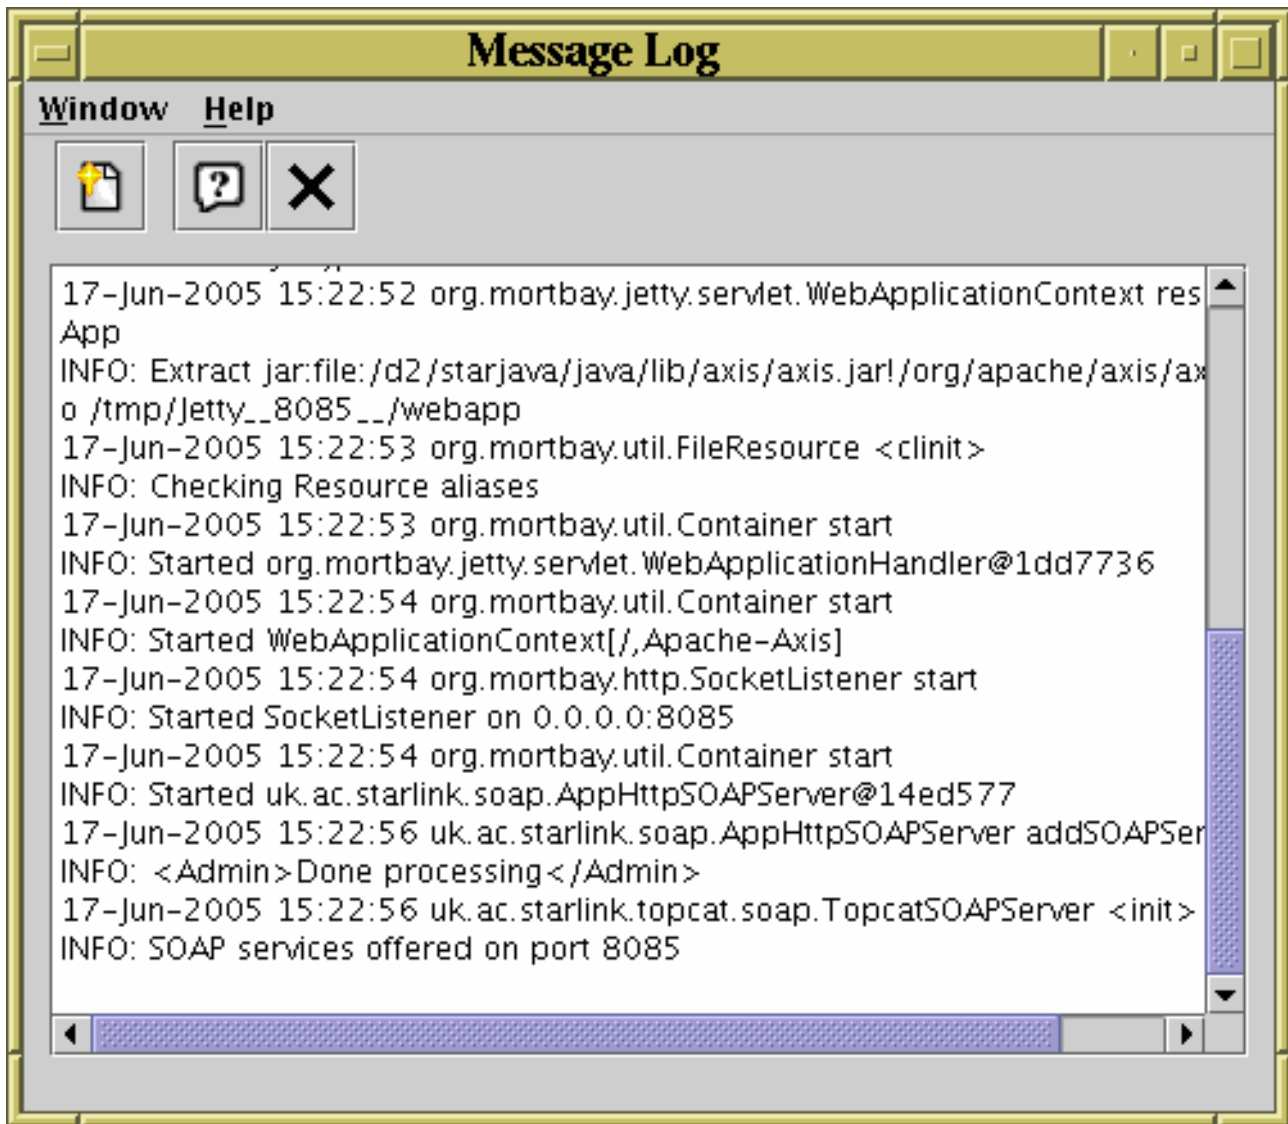 Message Log
Window Help
17-Jun-2005 15:22:52 org.mortbay.jetty.servlet.WebApplicationContext res
App
INFO: Extract jar:file:/d2/starjava/java/lib/axis/axis.jar!/org/apache/axis/ax
o /tmp/Jetty__8085__/webapp
17-Jun-2005 15:22:53 org.mortbay.util.FileResource <clinit>
INFO: Checking Resource aliases
17-Jun-2005 15:22:53 org.mortbay.util.Container start
INFO: Started org.mortbay.jetty.servlet.WebApplicationHandler@1dd7736
17-Jun-2005 15:22:54 org.mortbay.util.Container start
INFO: Started WebApplicationContext[/,Apache-Axis]
17-Jun-2005 15:22:54 org.mortbay.http.SocketListener start
INFO: Started SocketListener on 0.0.0.0:8085
17-Jun-2005 15:22:54 org.mortbay.util.Container start
INFO: Started uk.ac.starlink.soap.AppHttpSOAPServer@14ed577
17-Jun-2005 15:22:56 uk.ac.starlink.soap.AppHttpSOAPServer addSOAPSer
INFO: <Admin>Done processing</Admin>
17-Jun-2005 15:22:56 uk.ac.starlink.topcat.soap.TopcatSOAPServer <init>
INFO: SOAP services offered on port 8085